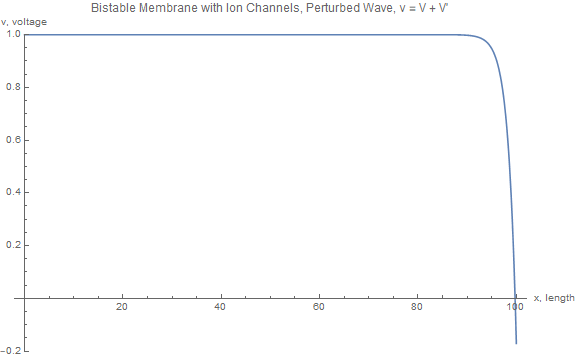 Bistable Membrane with Ion Channels, Perturbed Wave, v = V + V'
v, voltage
1.0
0.8
0.6
0.4
0.2
20 40 60 80 100 x, length
-0.2